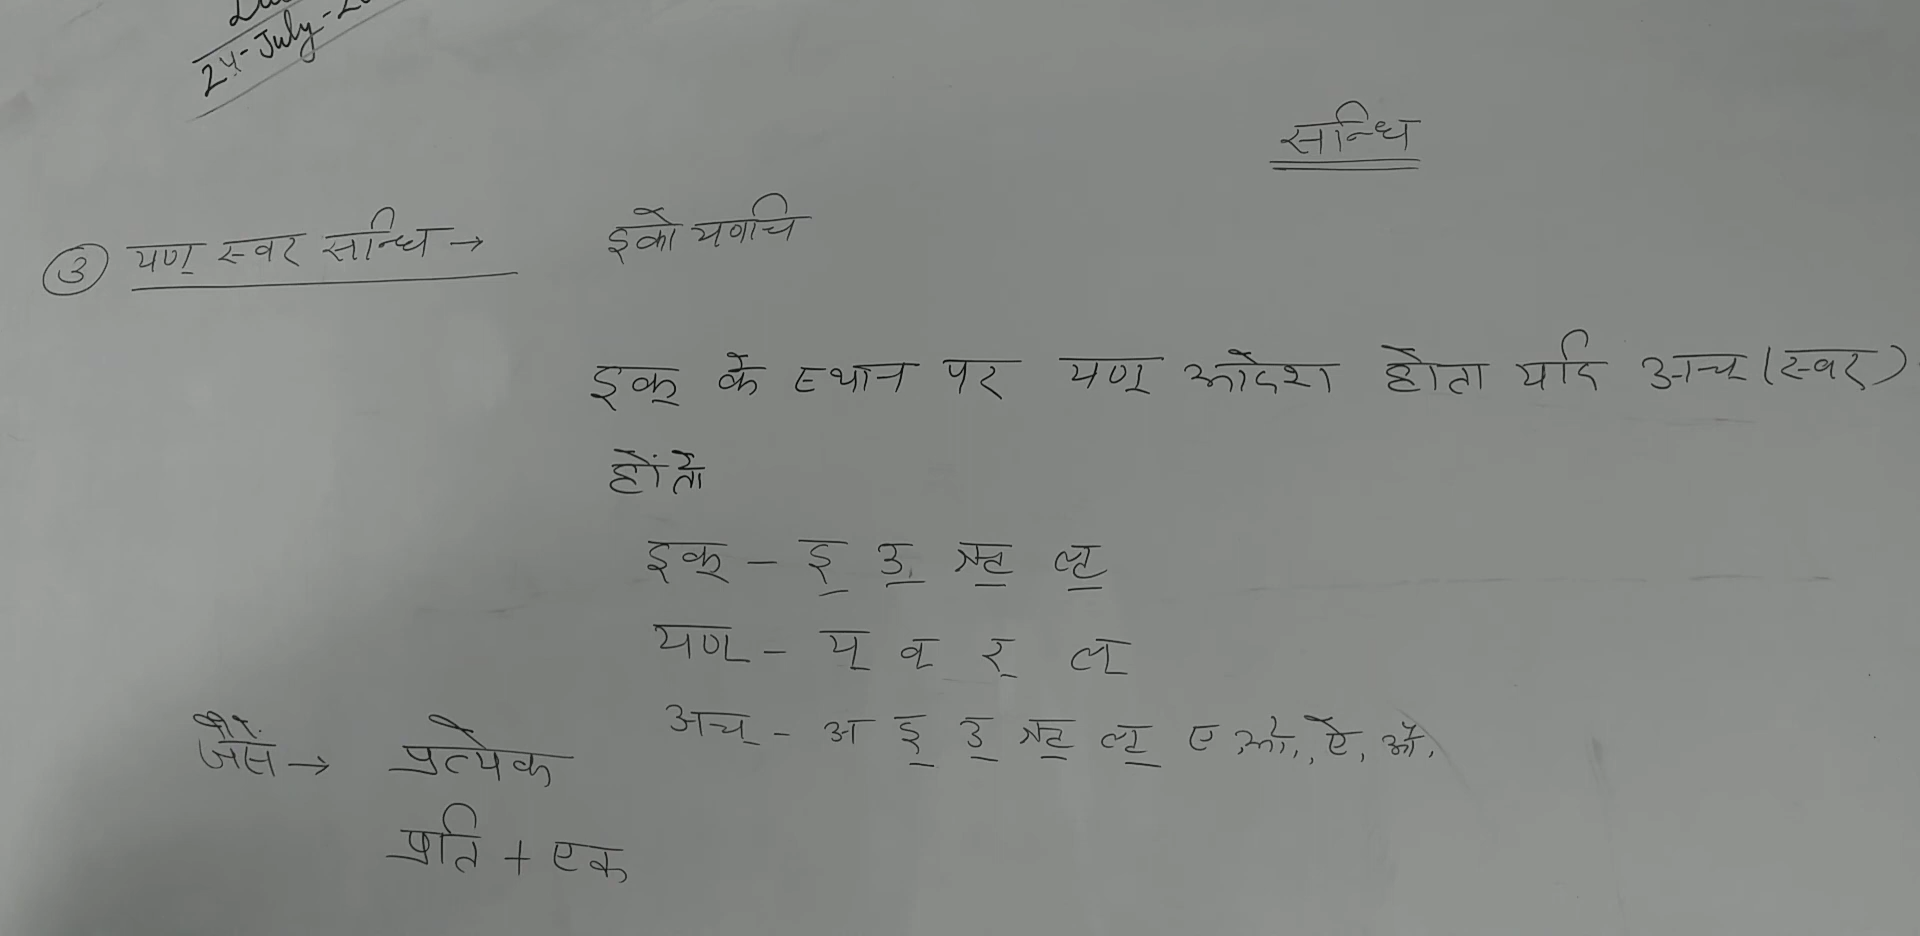 24-July-
सन्धि
③ यण् स्वर सन्धि → इको यणचि
इक् के स्थान पर यण् आदेश होता यदि अच् (स्वर)
हों तो
इक् - इ उ ऋ लृ
यण् - य् व् र् ल्
अच् - अ इ उ ऋ लृ ए ओ, ऐ, औ,
जैसे → प्रत्येक
प्रति + एक